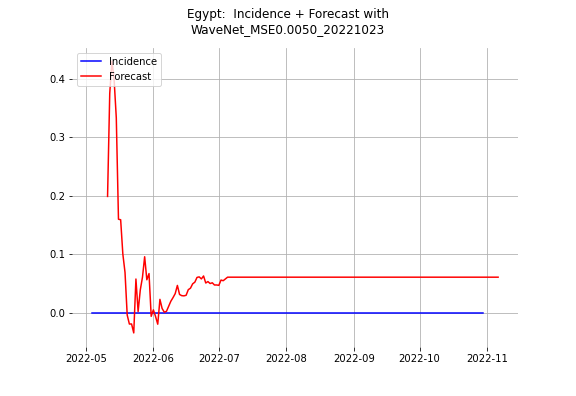 Egypt:  Incidence + Forecast with
WaveNet_MSE0.0050_20221023
Incidence
Forecast
0.4
0.3
0.2
0.1
0.0
2022-05 2022-06 2022-07 2022-08 2022-09 2022-10 2022-11